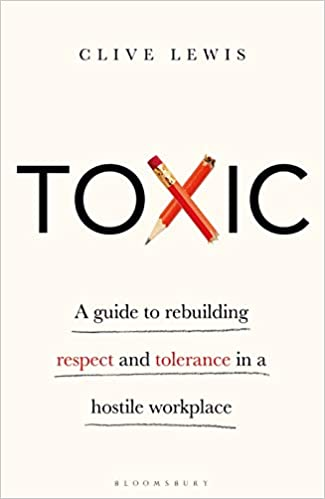 CLIVE LEWIS
TOXIC
A guide to rebuilding
respect and tolerance in a
hostile workplace
BLOOMSBURY